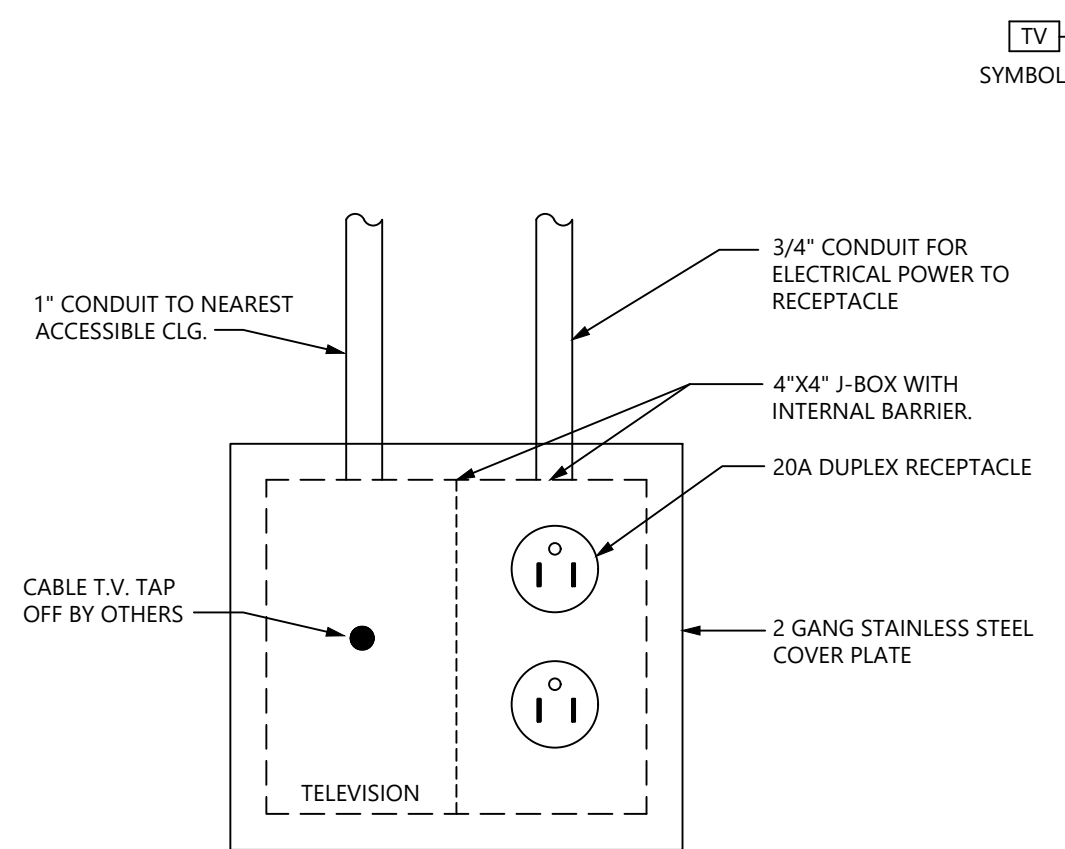 TV
SYMBOL
1" CONDUIT TO NEAREST
ACCESSIBLE CLG.
3/4" CONDUIT FOR
ELECTRICAL POWER TO
RECEPTACLE
4"X4" J-BOX WITH
INTERNAL BARRIER.
20A DUPLEX RECEPTACLE
CABLE T.V. TAP
OFF BY OTHERS
2 GANG STAINLESS STEEL
COVER PLATE
TELEVISION